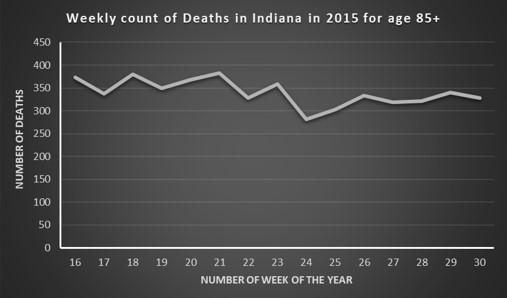 Weekly count of Deaths in Indiana in 2015 for age 85+
450
400
350
300
250
200
150
100
50
0
NUMBER OF DEATHS
16 17 18 19 20 21 22 23 24 25 26 27 28 29 30
NUMBER OF WEEK OF THE YEAR